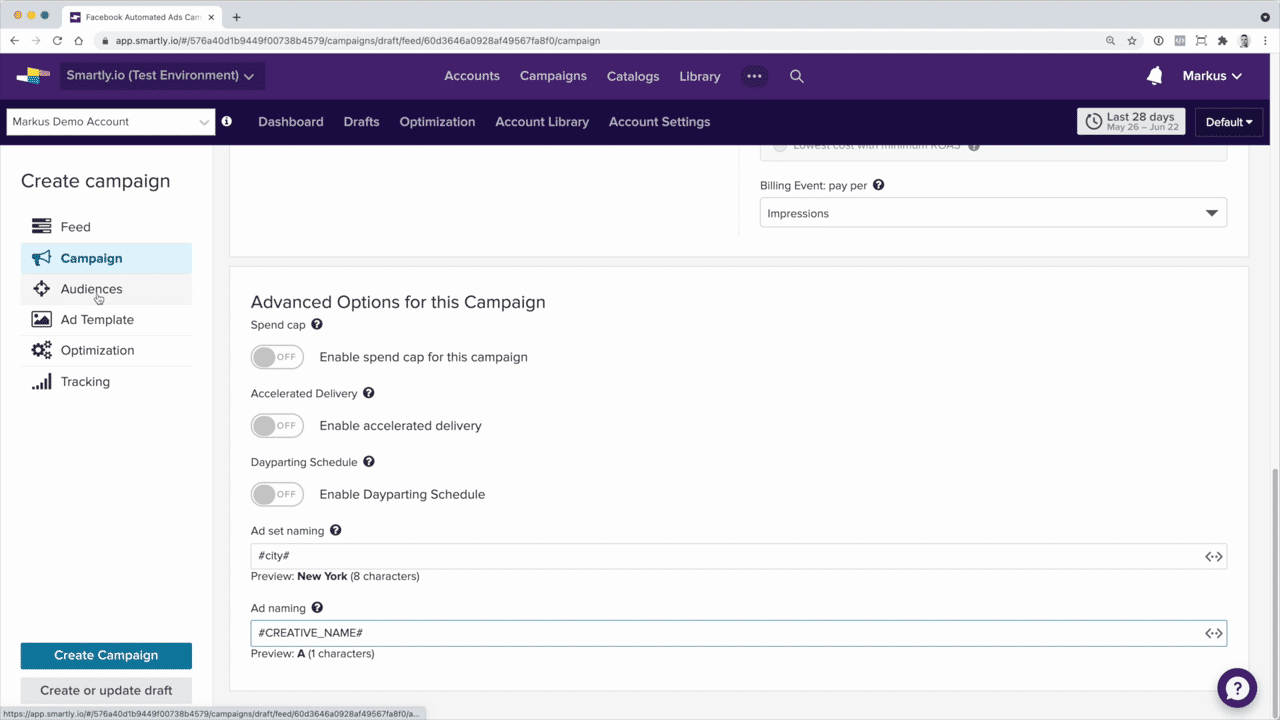 Facebook Automated Ads Cam
app.smartly.io/#/576a40d1b9449f00738b4579/campaigns/draft/feed/60d3646a0928af49567fa8f0/campaign
Smartly.io (Test Environment)
Accounts
Campaigns
Catalogs
Library
Markus
Markus Demo Account
Dashboard
Drafts
Optimization
Account Library
Account Settings
Last 28 days
May 26 – Jun 22
Default
Create campaign
Feed
Campaign
Audiences
Ad Template
Optimization
Tracking
Create Campaign
Create or update draft
Lowest cost with minimum ROAS
Billing Event: pay per
Impressions
Advanced Options for this Campaign
Spend cap
OFF Enable spend cap for this campaign
Accelerated Delivery
OFF Enable accelerated delivery
Dayparting Schedule
OFF Enable Dayparting Schedule
Ad set naming
#city#
Preview: New York (8 characters)
Ad naming
#CREATIVE_NAME#
Preview: A (1 characters)
https://app.smartly.io/#/576a40d1b9449f00738b4579/campaigns/draft/feed/60d3646a0928af49567fa8f0/a...